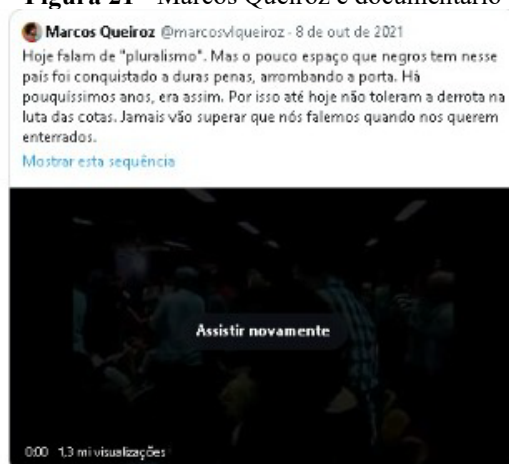 Figura 21 - Marcos Queiroz e documentário
Marcos Queiroz @marcosvlqueiroz · 8 de out de 2021
Hoje falam de "pluralismo". Mas o pouco espaço que negros tem nesse
país foi conquistado a duras penas, arrombando a porta. Há
pouquíssimos anos, era assim. Por isso até hoje não toleram a derrota na
luta das cotas. Jamais vão superar que nós falemos quando nos querem
enterrados.
Mostrar esta sequência
Assistir novamente
0:00 1,3 mi visualizações